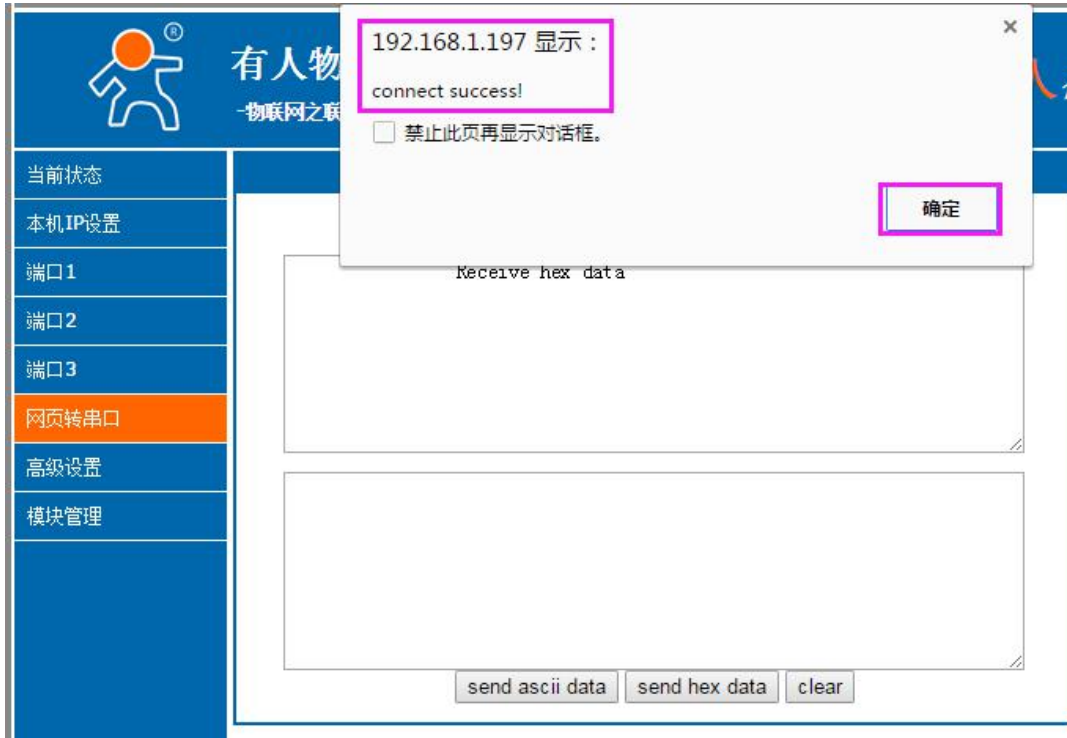 ®
有人物
-物联网之联
192.168.1.197 显示：
connect success!
禁止此页再显示对话框。
确定
当前状态
本机IP设置
端口1
端口2
端口3
网页转串口
高级设置
模块管理
Receive hex data
send ascii data
send hex data
clear